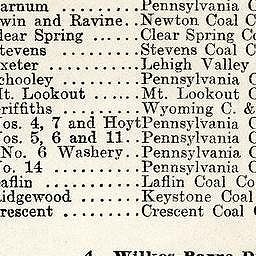 arnum ........ Pennsylvania C
win and Ravine.. Newton Coal C
lear Spring ...... Clear Spring Co
tevens ........ Stevens Coal C
xeter ......... Lehigh Valley
chooley ....... Pennsylvania C
It. Lookout ...... Mt. Lookout C
riffiths ........ Wyoming C. &
os. 4, 7 and Hoyt Pennsylvania C
os. 5, 6 and 11. Pennsylvania C
No. 6 Washery.. Pennsylvania C
o. 14 ......... Pennsylvania C
aflin ......... Laflin Coal Co
idgewood ....... Keystone Coal
rescent ....... Crescent Coal C
4. Wilkes Barre D